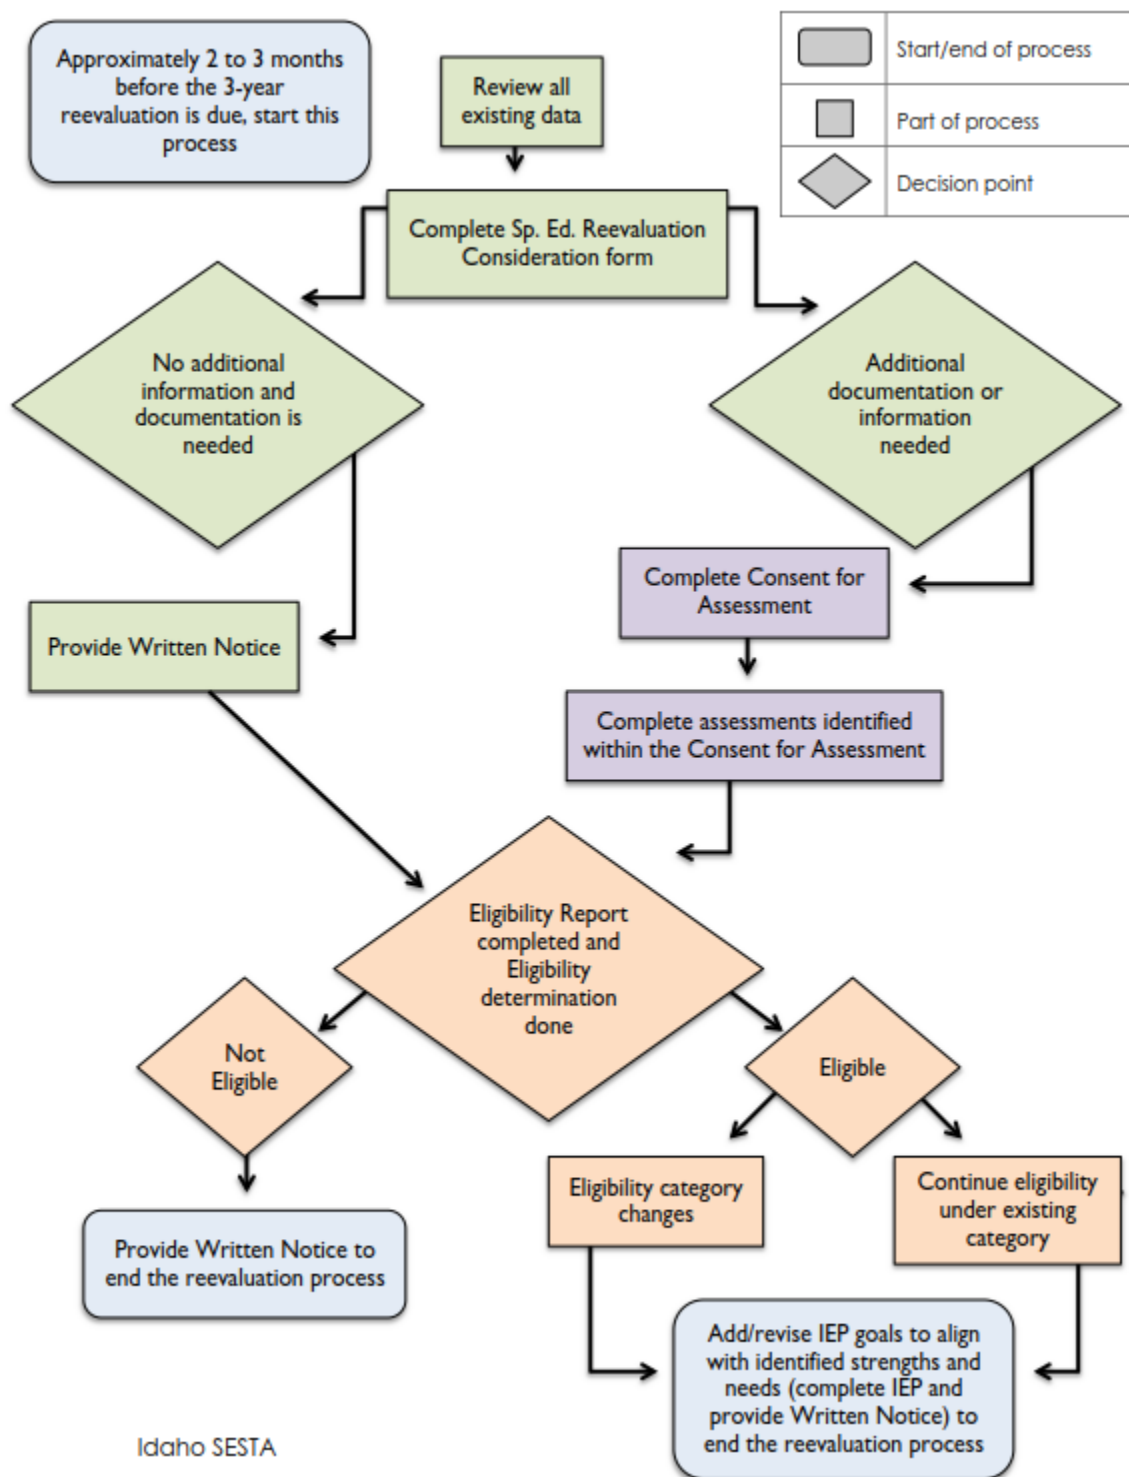 Approximately 2 to 3 months
before the 3-year
reevaluation is due, start this
process
Review all
existing data
Start/end of process
Part of process
Decision point
Complete Sp. Ed. Reevaluation
Consideration form
No additional
information and
documentation is
needed
Additional
documentation or
information
needed
Complete Consent for
Assessment
Provide Written Notice
Complete assessments identified
within the Consent for Assessment
Eligibility Report
completed and
Eligibility
determination
done
Not
Eligible
Eligible
Eligibility category
changes
Continue eligibility
under existing
category
Provide Written Notice to
end the reevaluation process
Add/revise IEP goals to align
with identified strengths and
needs (complete IEP and
provide Written Notice) to
end the reevaluation process
Idaho SESTA